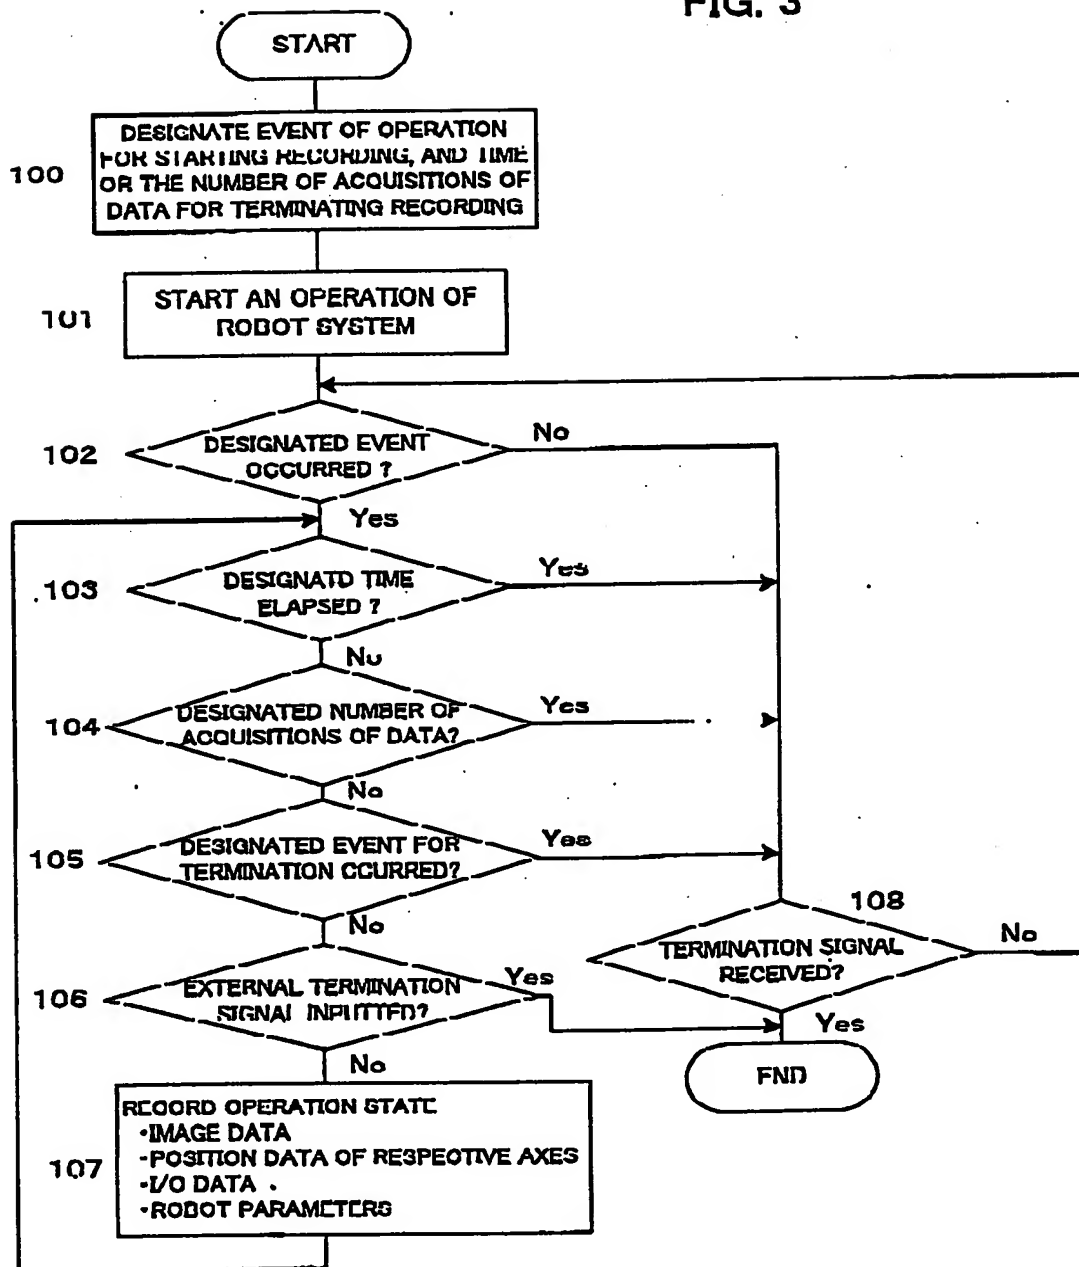 FIG. 3
START
100
DESIGNATE EVENT OF OPERATION
FOR STARTING RECORDING, AND TIME
OR THE NUMBER OF ACQUISITIONS OF
DATA FOR TERMINATING RECORDING
101
START AN OPERATION OF
ROBOT SYSTEM
102
DESIGNATED EVENT
OCCURRED ?
No
Yes
103
DESIGNATD TIME
ELAPSED ?
Yes
No
104
DESIGNATED NUMBER OF
ACQUISITIONS OF DATA?
Yes
No
105
DESIGNATED EVENT FOR
TERMINATION CCURRED?
Yes
No
106
EXTERNAL TERMINATION
SIGNAL INPUTTED?
Yes
No
108
TERMINATION SIGNAL
RECEIVED?
No
Yes
END
107
RECORD OPERATION STATE
•IMAGE DATA
•POSITION DATA OF RESPECTIVE AXES
•I/O DATA
•ROBOT PARAMETERS